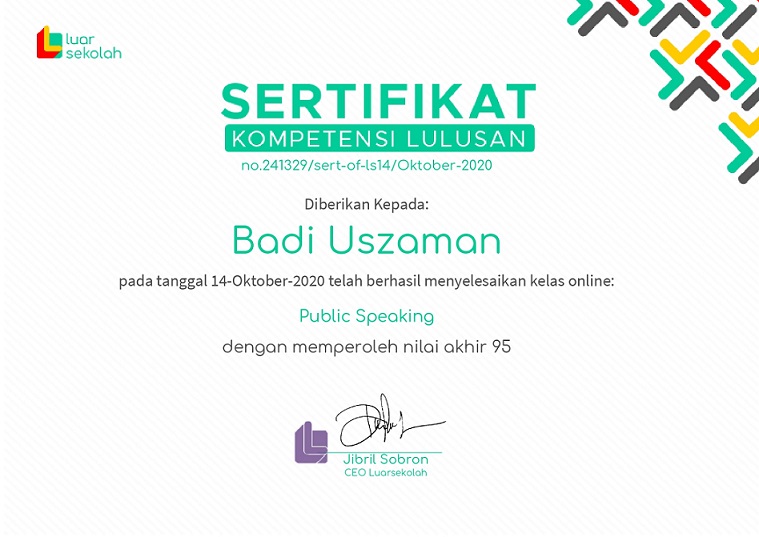 luar
sekolah
SERTIFIKAT
KOMPETENSI LULUSAN
no.241329/sert-of-ls14/Oktober-2020
Diberikan Kepada:
Badi Uszaman
pada tanggal 14-Oktober-2020 telah berhasil menyelesaikan kelas online:
Public Speaking
dengan memperoleh nilai akhir 95
Jibril Sobron
CEO Luarsekolah